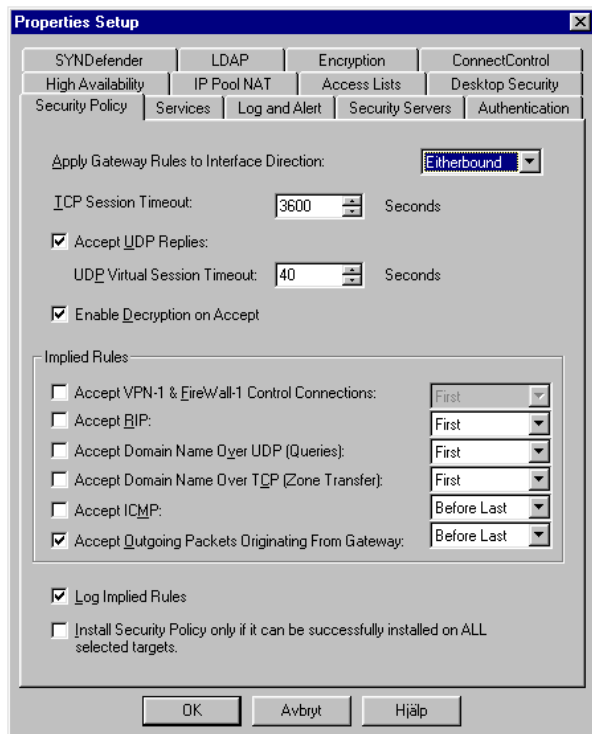 Properties Setup
SYNDefender LDAP Encryption ConnectControl
High Availability IP Pool NAT Access Lists Desktop Security
Security Policy Services Log and Alert Security Servers Authentication
Apply Gateway Rules to Interface Direction: Eitherbound
TCP Session Timeout: 3600 Seconds
Accept UDP Replies:
UDP Virtual Session Timeout: 40 Seconds
Enable Decryption on Accept
Implied Rules
Accept VPN-1 & FireWall-1 Control Connections: First
Accept RIP: First
Accept Domain Name Over UDP (Queries): First
Accept Domain Name Over TCP (Zone Transfer): First
Accept ICMP: Before Last
Accept Outgoing Packets Originating From Gateway: Before Last
Log Implied Rules
Install Security Policy only if it can be successfully installed on ALL
selected targets.
OK Avbryt Hjälp